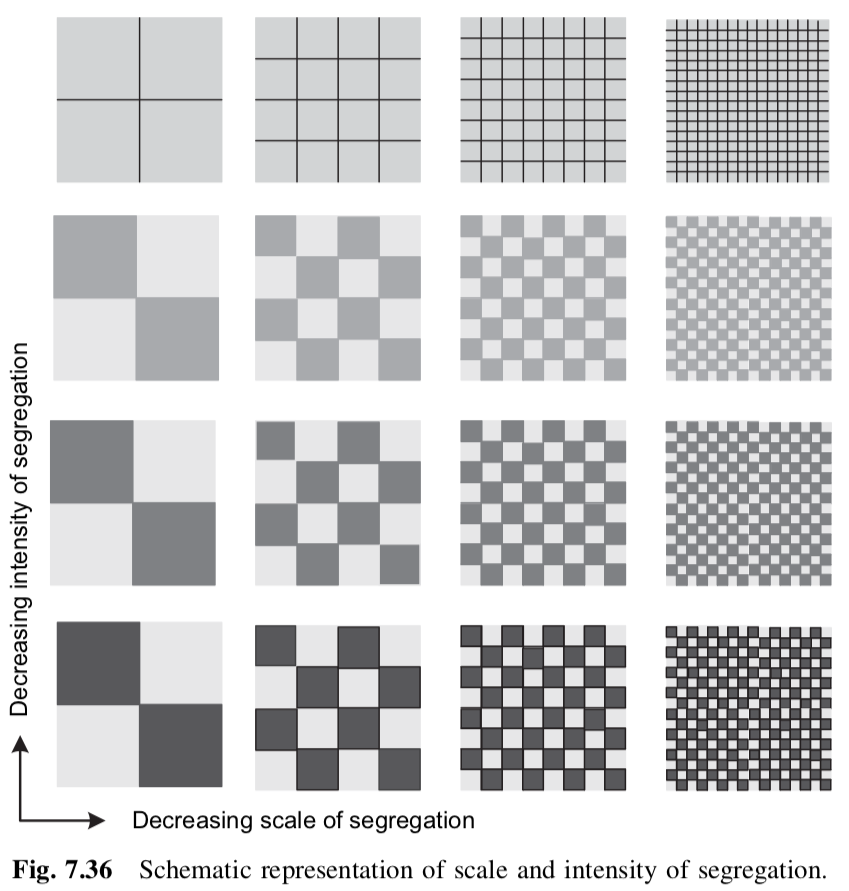 Decreasing intensity of segregation
Decreasing scale of segregation
Fig. 7.36 Schematic representation of scale and intensity of segregation.